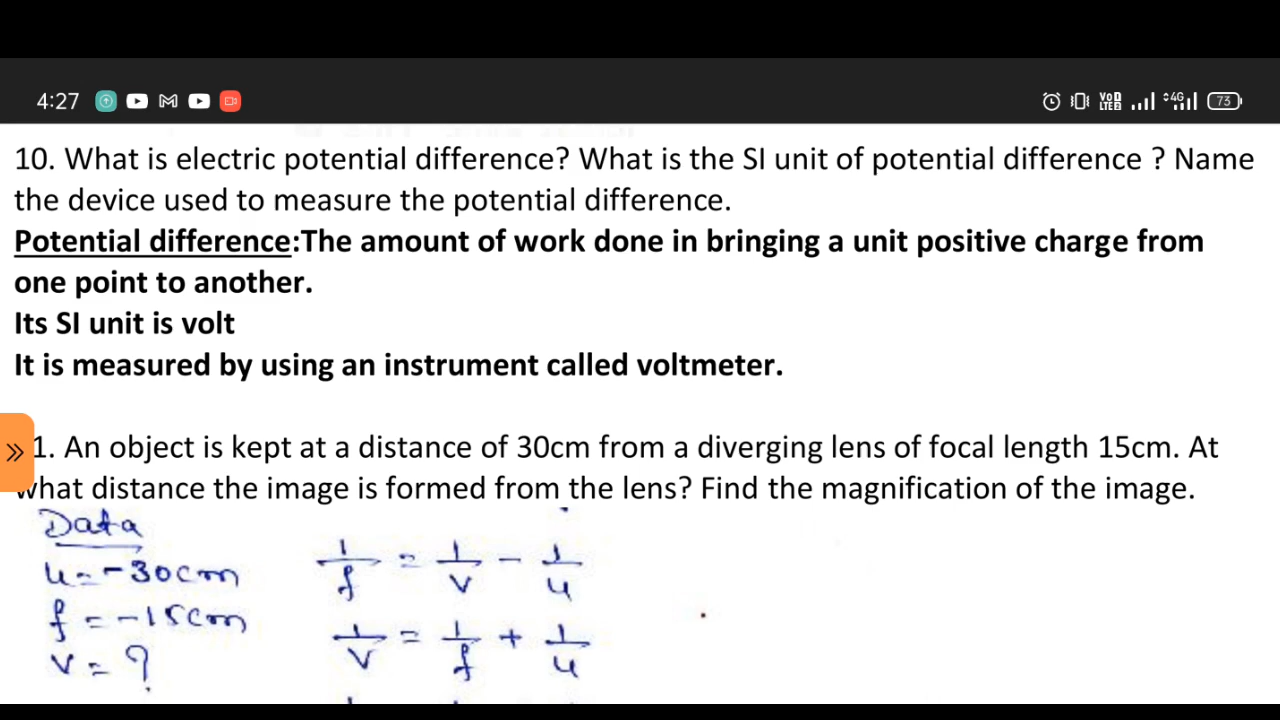 4:27
VoD LTE2 4G 73
10. What is electric potential difference? What is the SI unit of potential difference ? Name
the device used to measure the potential difference.
Potential difference:The amount of work done in bringing a unit positive charge from
one point to another.
Its SI unit is volt
It is measured by using an instrument called voltmeter.
1. An object is kept at a distance of 30cm from a diverging lens of focal length 15cm. At
what distance the image is formed from the lens? Find the magnification of the image.
Data
u = -30cm 1/f = 1/v - 1/u
f = -15cm 1/v = 1/f + 1/u
v = ?